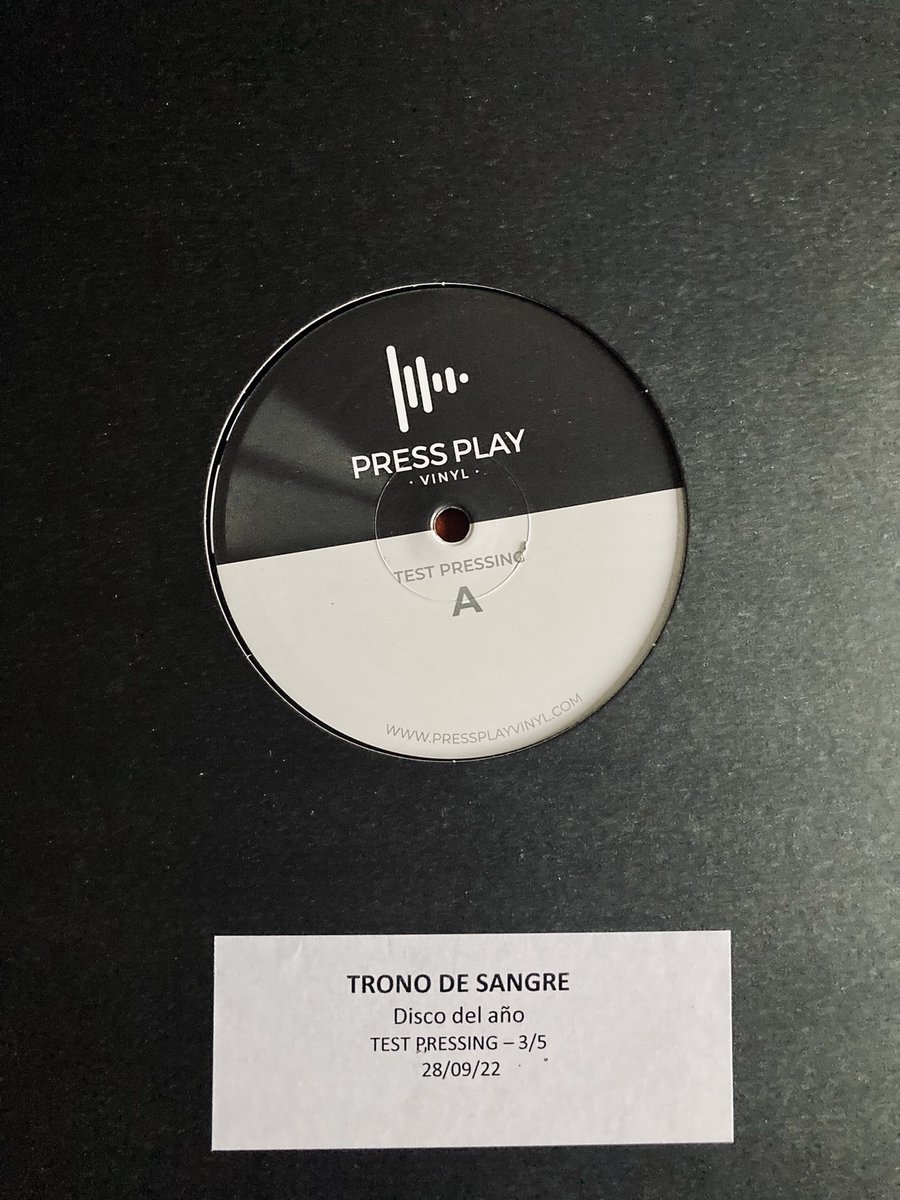 PRESS PLAY
· VINYL ·
TEST PRESSING
A
WWW.PRESSPLAYVINYL.COM
TRONO DE SANGRE
Disco del año
TEST PRESSING – 3/5
28/09/22